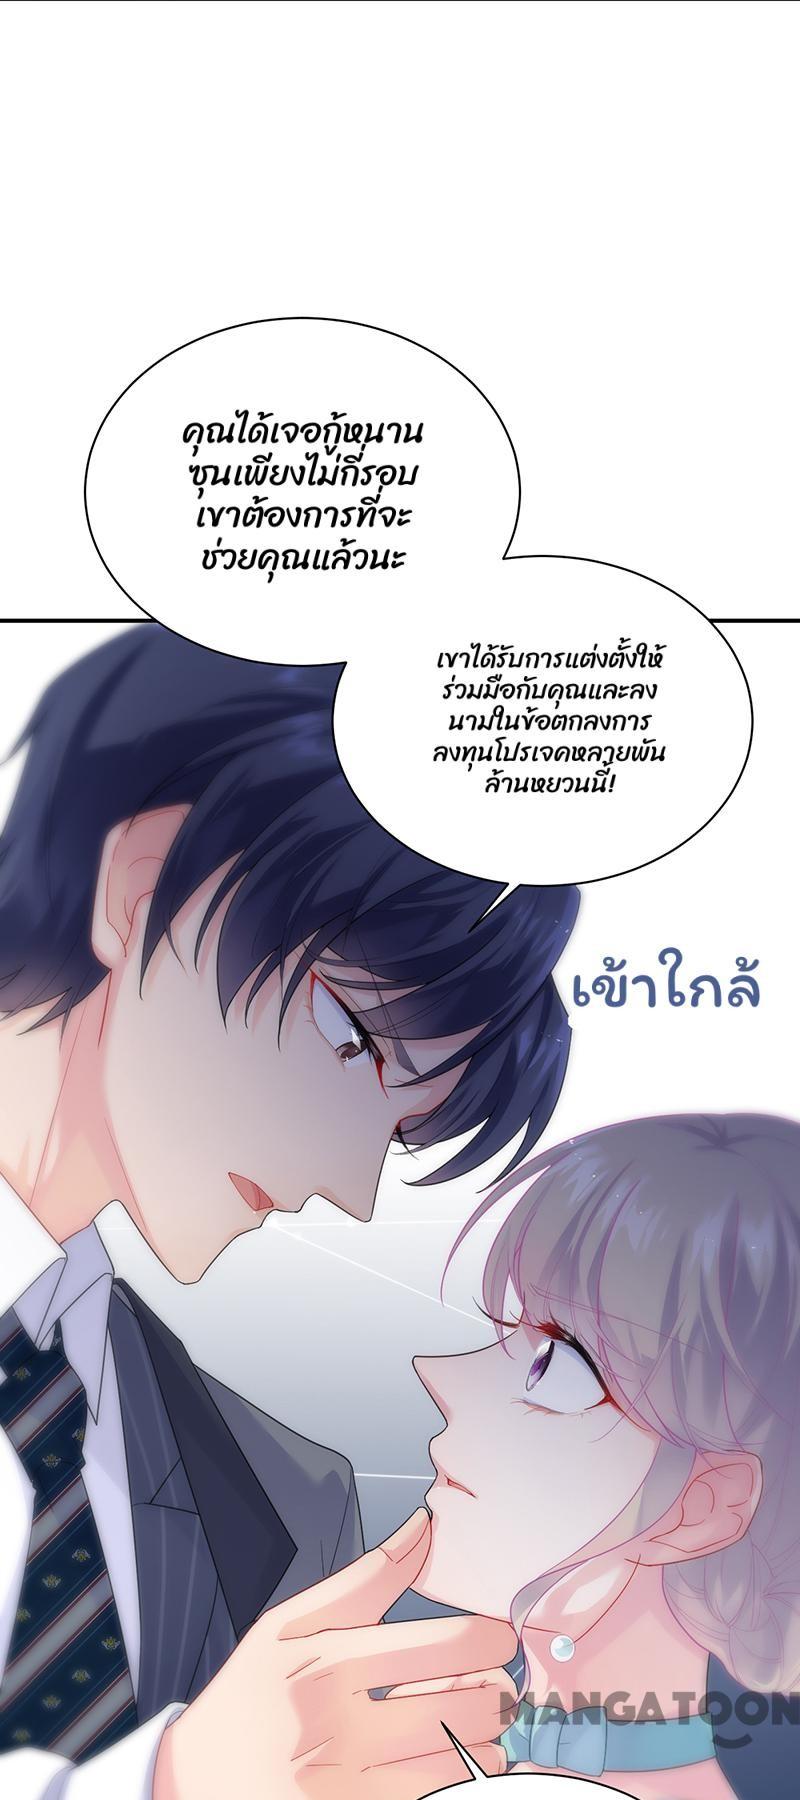 คุณได้เจอกู้หนาน
ซุนเพียงไม่กี่รอบ
เขาต้องการที่จะ
ช่วยคุณแล้วนะ
เขาได้รับการแต่งตั้งให้
ร่วมมือกับคุณและลง
นามในข้อตกลงการ
ลงทุนโปรเจคหลายพัน
ล้านหยวนนี้!
เข้าใกล้
MANGATOON